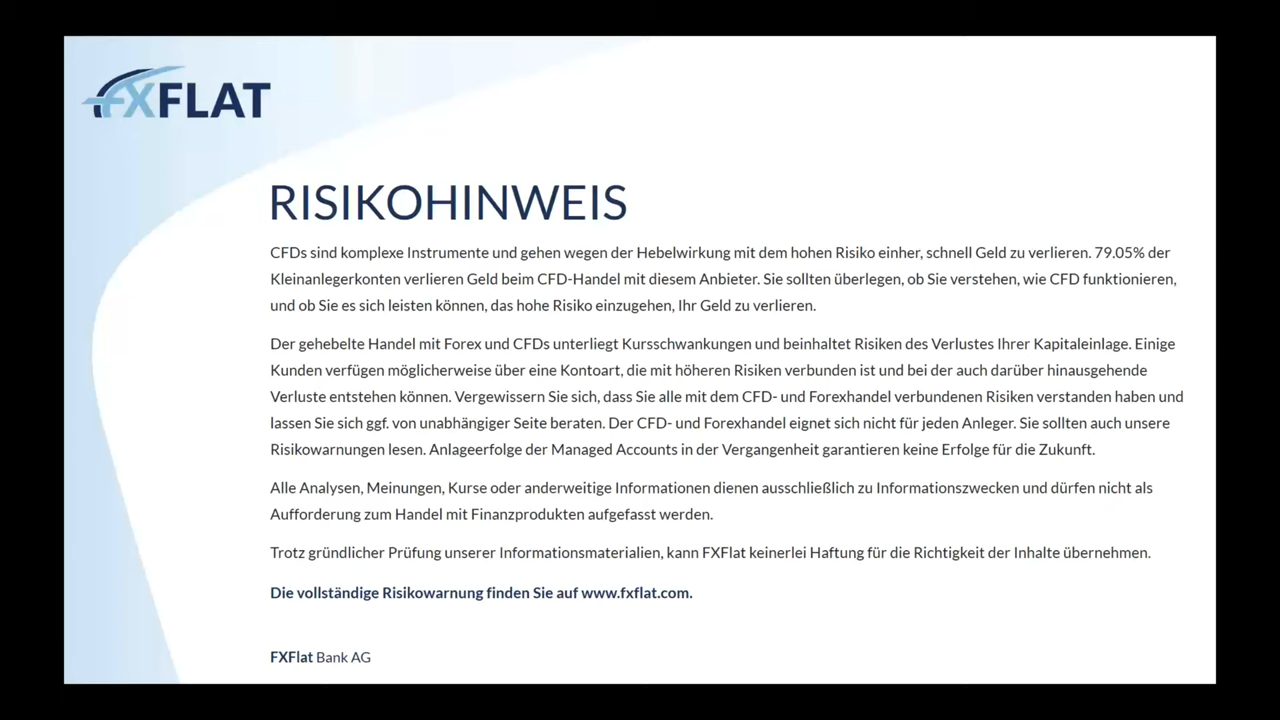 FXFLAT
RISIKOHINWEIS
CFDs sind komplexe Instrumente und gehen wegen der Hebelwirkung mit dem hohen Risiko einher, schnell Geld zu verlieren. 79.05% der
Kleinanlegerkonten verlieren Geld beim CFD-Handel mit diesem Anbieter. Sie sollten überlegen, ob Sie verstehen, wie CFD funktionieren,
und ob Sie es sich leisten können, das hohe Risiko einzugehen, Ihr Geld zu verlieren.
Der gehebelte Handel mit Forex und CFDs unterliegt Kursschwankungen und beinhaltet Risiken des Verlustes Ihrer Kapitaleinlage. Einige
Kunden verfügen möglicherweise über eine Kontoart, die mit höheren Risiken verbunden ist und bei der auch darüber hinausgehende
Verluste entstehen können. Vergewissern Sie sich, dass Sie alle mit dem CFD- und Forexhandel verbundenen Risiken verstanden haben und
lassen Sie sich ggf. von unabhängiger Seite beraten. Der CFD- und Forexhandel eignet sich nicht für jeden Anleger. Sie sollten auch unsere
Risikowarnungen lesen. Anlageerfolge der Managed Accounts in der Vergangenheit garantieren keine Erfolge für die Zukunft.
Alle Analysen, Meinungen, Kurse oder anderweitige Informationen dienen ausschließlich zu Informationszwecken und dürfen nicht als
Aufforderung zum Handel mit Finanzprodukten aufgefasst werden.
Trotz gründlicher Prüfung unserer Informationsmaterialien, kann FXFlat keinerlei Haftung für die Richtigkeit der Inhalte übernehmen.
Die vollständige Risikowarnung finden Sie auf www.fxflat.com.
FXFlat Bank AG